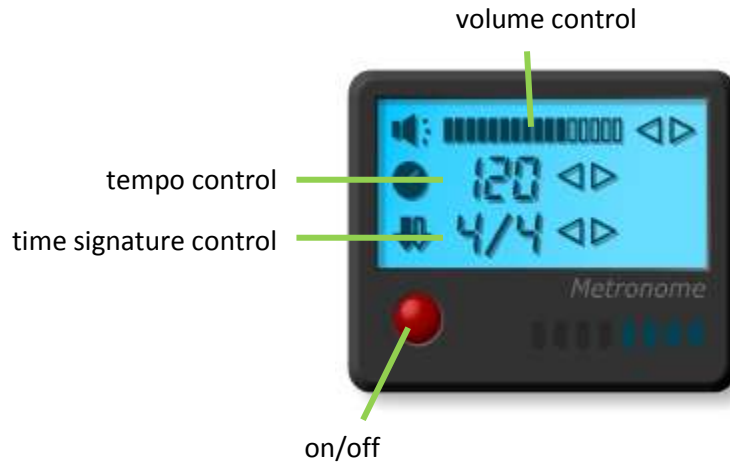 volume control
tempo control
120
time signature control
4/4
Metronome
on/off